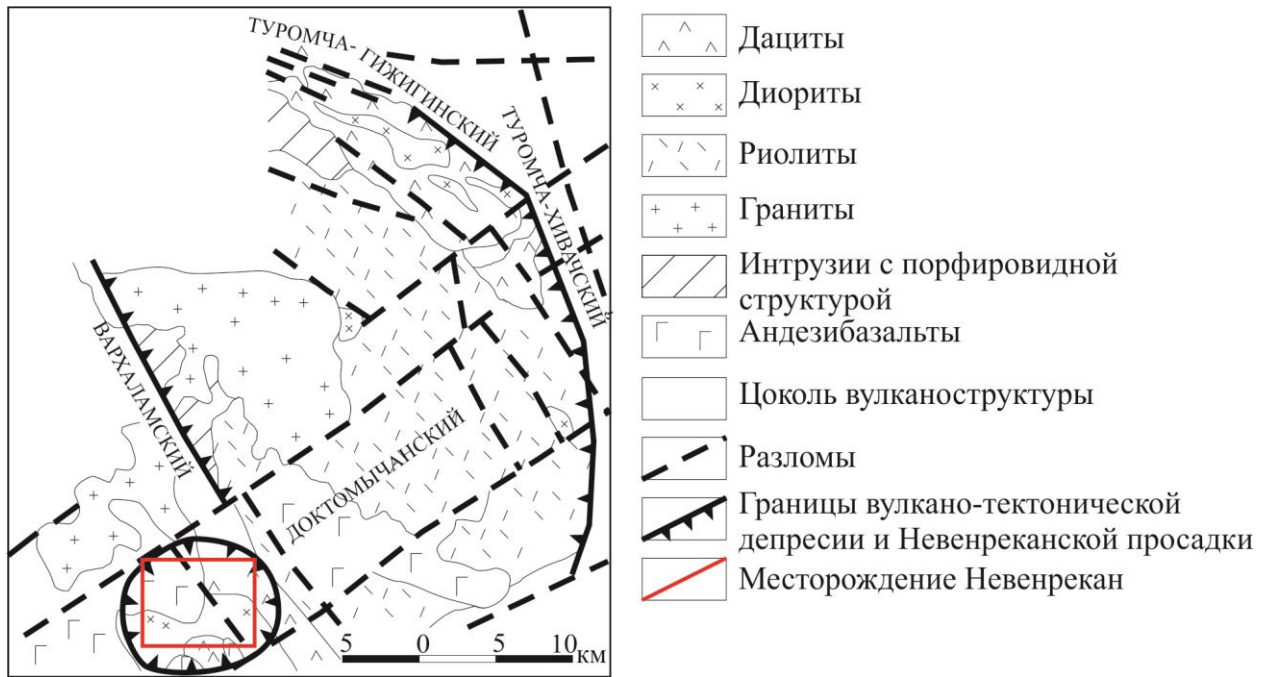 ТУРОМЧА- ГИЖИГИНСКИЙ
ТУРОМЧА-ХИВАЧСКИЙ
ВАРХАЛАМСКИЙ
ДОКТОМЫЧАНСКИЙ
5 0 5 10 км
Дациты
Диориты
Риолиты
Граниты
Интрузии с порфировидной
структурой
Андезибазальты
Цоколь вулканоструктуры
Разломы
Границы вулкано-тектонической
депресии и Невенреканской просадки
Месторождение Невенрекан